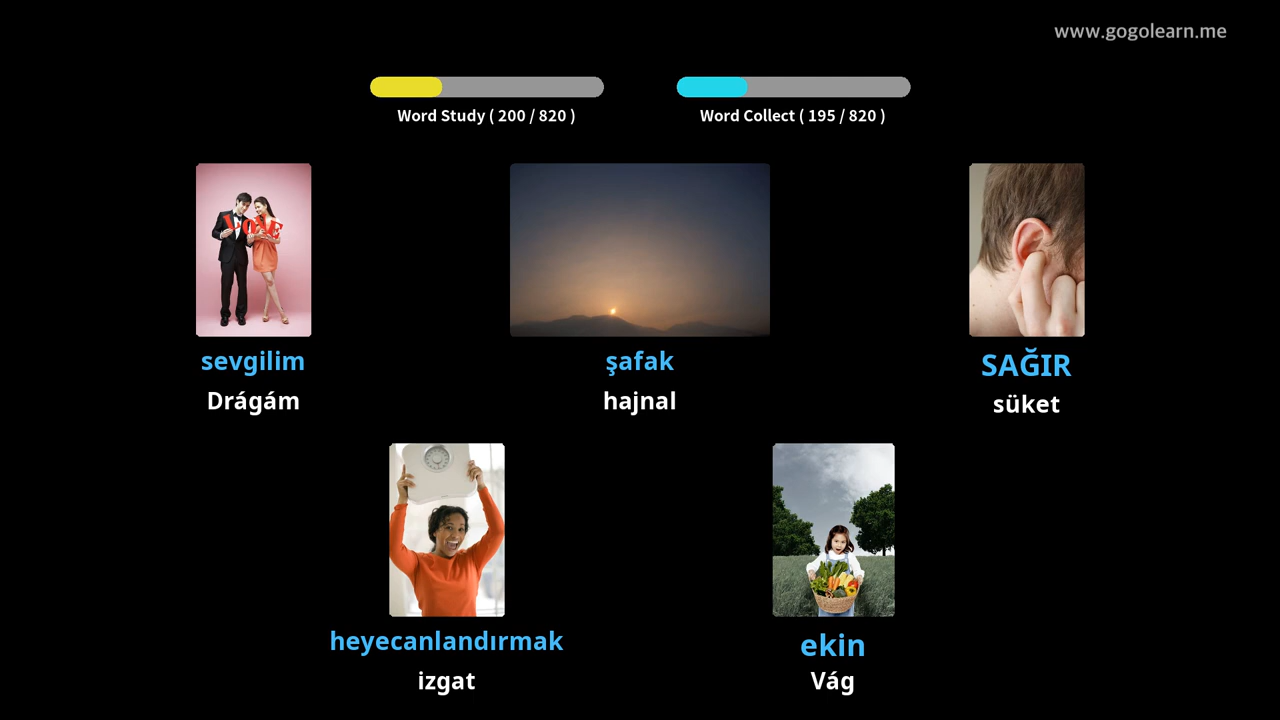 www.gogolearn.me
Word Study ( 200 / 820 )
Word Collect ( 195 / 820 )
LOVE
sevgilim
Drágám
şafak
hajnal
SAĞIR
süket
heyecanlandırmak
izgat
ekin
Vág